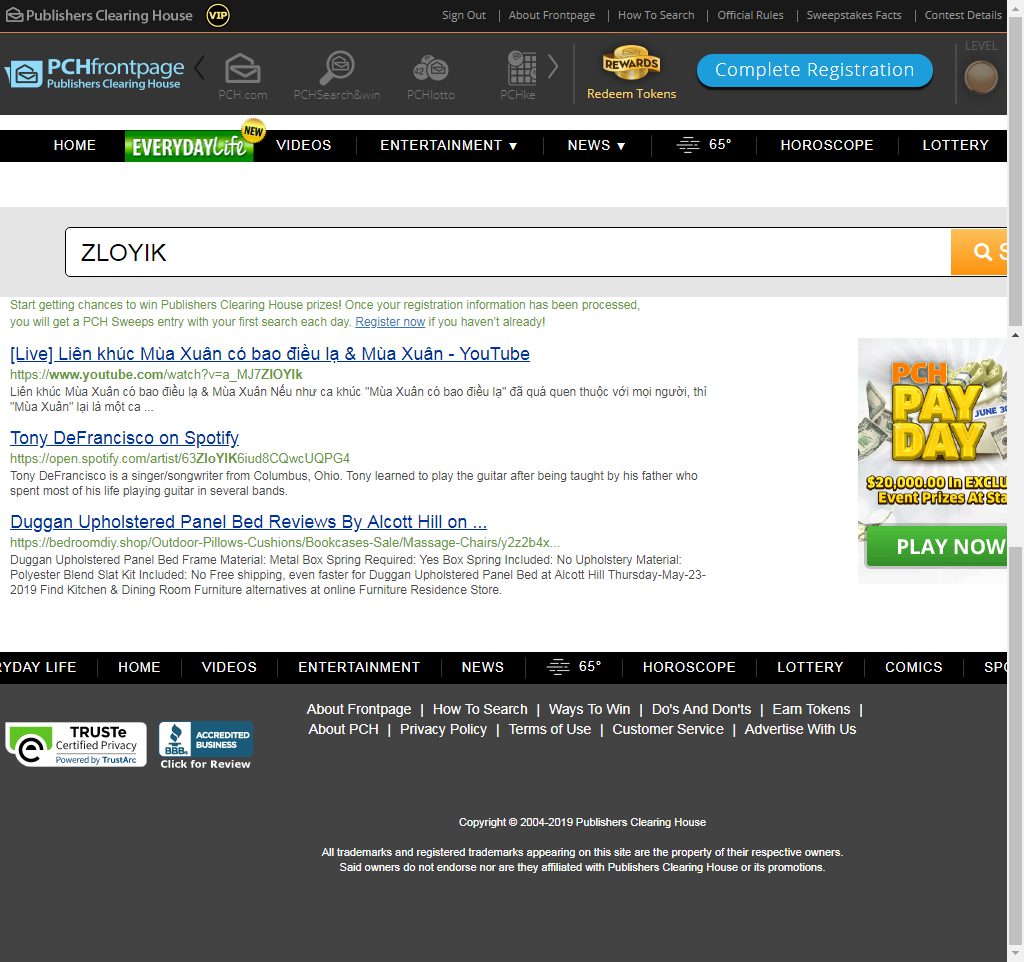 Publishers Clearing House VIP Sign Out | About Frontpage | How To Search | Official Rules | Sweepstakes Facts | Contest Details
PCHfrontpage
Publishers Clearing House
PCH.com PCHSearch&win PCHlotto PCHke
42
REWARDS
Redeem Tokens
Complete Registration
LEVEL
HOME EVERYDAY Life NEW VIDEOS ENTERTAINMENT ▼ NEWS ▼ 65° HOROSCOPE LOTTERY
ZLOYIK S
Start getting chances to win Publishers Clearing House prizes! Once your registration information has been processed,
you will get a PCH Sweeps entry with your first search each day. Register now if you haven't already!
[Live] Liên khúc Mùa Xuân có bao điều lạ & Mùa Xuân - YouTube
https://www.youtube.com/watch?v=a_MJ7ZlOYIk
Liên khúc Mùa Xuân có bao điều lạ & Mùa Xuân Nếu như ca khúc "Mùa Xuân có bao điều lạ" đã quá quen thuộc với mọi người, thì
"Mùa Xuân" lại là một ca ...
Tony DeFrancisco on Spotify
https://open.spotify.com/artist/63ZloYlK6iud8CQwcUQPG4
Tony DeFrancisco is a singer/songwriter from Columbus, Ohio. Tony learned to play the guitar after being taught by his father who
spent most of his life playing guitar in several bands.
Duggan Upholstered Panel Bed Reviews By Alcott Hill on ...
https://bedroomdiy.shop/Outdoor-Pillows-Cushions/Bookcases-Sale/Massage-Chairs/y2z2b4x...
Duggan Upholstered Panel Bed Frame Material: Metal Box Spring Required: Yes Box Spring Included: No Upholstery Material:
Polyester Blend Slat Kit Included: No Free shipping, even faster for Duggan Upholstered Panel Bed at Alcott Hill Thursday-May-23-
2019 Find Kitchen & Dining Room Furniture alternatives at online Furniture Residence Store.
PCH
PAY
DAY
JUNE 30
$20,000.00 In EXCLU
Event Prizes At Sta
PLAY NOW
RYDAY LIFE HOME VIDEOS ENTERTAINMENT NEWS 65° HOROSCOPE LOTTERY COMICS SPO
About Frontpage | How To Search | Ways To Win | Do's And Don'ts | Earn Tokens |
About PCH | Privacy Policy | Terms of Use | Customer Service | Advertise With Us
TRUSTe
Certified Privacy
Powered by TrustArc
BBB
ACCREDITED
BUSINESS
Click for Review
Copyright © 2004-2019 Publishers Clearing House
All trademarks and registered trademarks appearing on this site are the property of their respective owners.
Said owners do not endorse nor are they affiliated with Publishers Clearing House or its promotions.